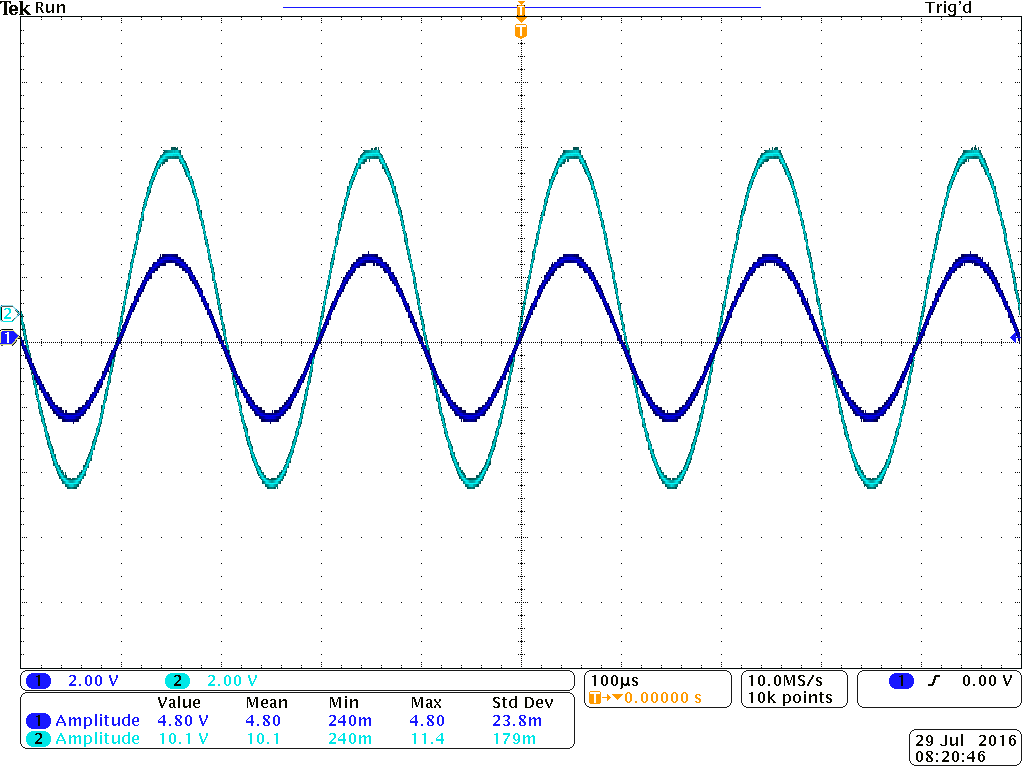 Tek Run Trig'd
T
T
2
1
1 2.00 V 2 2.00 V
Value Mean Min Max Std Dev
1 Amplitude 4.80 V 4.80 240m 4.80 23.8m
2 Amplitude 10.1 V 10.1 240m 11.4 179m
100µs
T→▼0.00000 s
10.0MS/s
10k points
1 0.00 V
29 Jul 2016
08:20:46